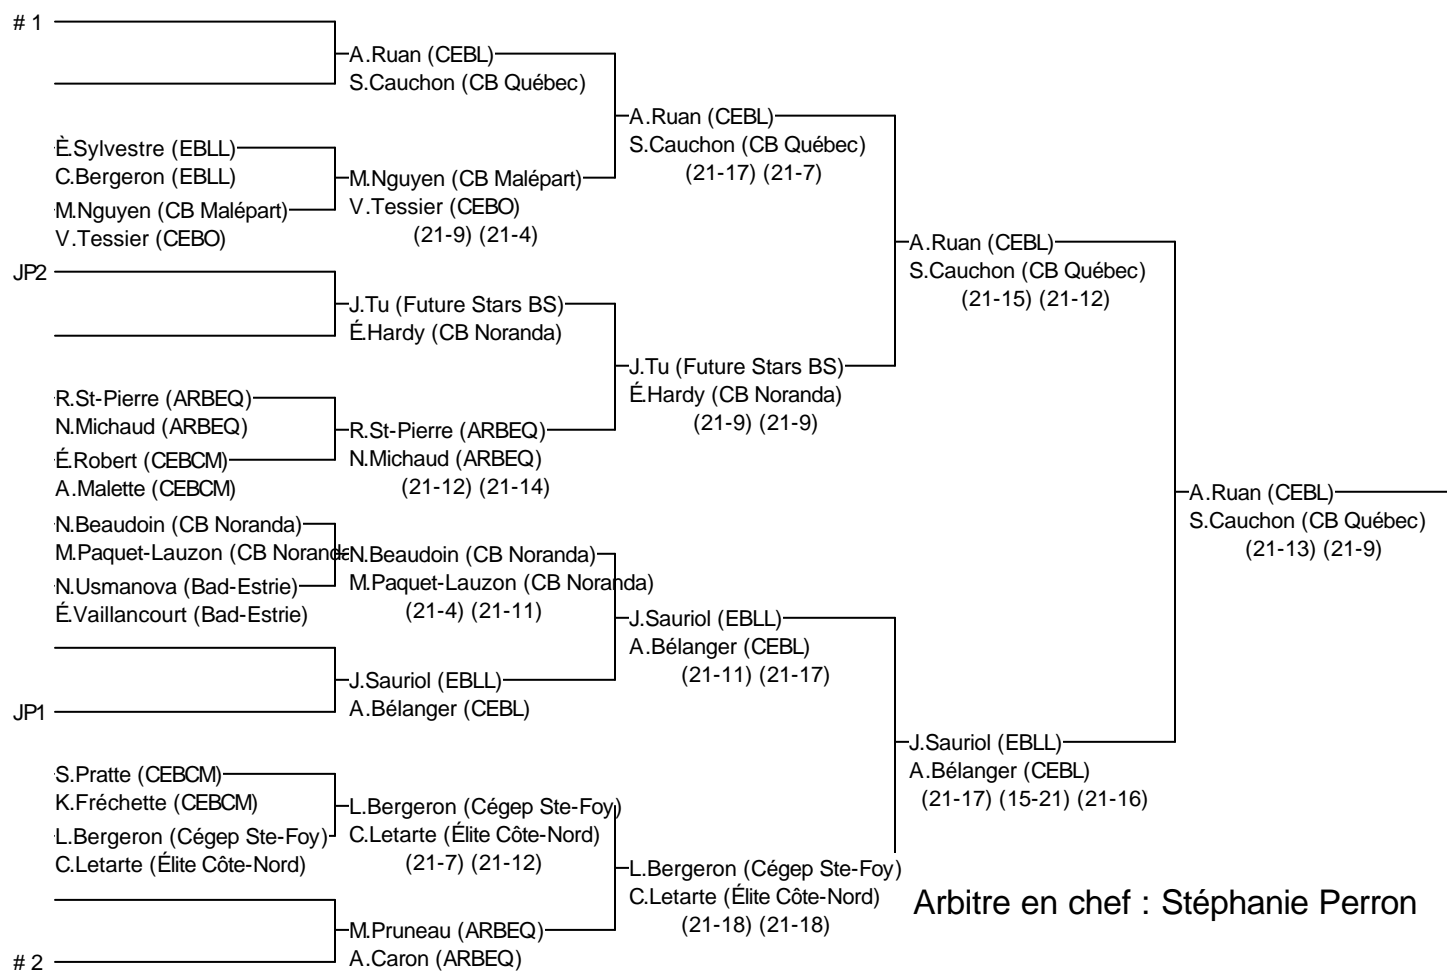 # 1
A.Ruan (CEBL)
S.Cauchon (CB Québec)
A.Ruan (CEBL)
S.Cauchon (CB Québec)
(21-17) (21-7)
È.Sylvestre (EBLL)
C.Bergeron (EBLL)
M.Nguyen (CB Malépart)
V.Tessier (CEBO)
(21-9) (21-4)
M.Nguyen (CB Malépart)
V.Tessier (CEBO)
A.Ruan (CEBL)
S.Cauchon (CB Québec)
(21-15) (21-12)
JP2
J.Tu (Future Stars BS)
É.Hardy (CB Noranda)
J.Tu (Future Stars BS)
É.Hardy (CB Noranda)
(21-9) (21-9)
R.St-Pierre (ARBEQ)
N.Michaud (ARBEQ)
R.St-Pierre (ARBEQ)
N.Michaud (ARBEQ)
(21-12) (21-14)
É.Robert (CEBCM)
A.Malette (CEBCM)
A.Ruan (CEBL)
S.Cauchon (CB Québec)
(21-13) (21-9)
N.Beaudoin (CB Noranda)
M.Paquet-Lauzon (CB Noranda
N.Beaudoin (CB Noranda)
M.Paquet-Lauzon (CB Noranda)
(21-4) (21-11)
N.Usmanova (Bad-Estrie)
É.Vaillancourt (Bad-Estrie)
J.Sauriol (EBLL)
A.Bélanger (CEBL)
(21-11) (21-17)
J.Sauriol (EBLL)
A.Bélanger (CEBL)
JP1
J.Sauriol (EBLL)
A.Bélanger (CEBL)
(21-17) (15-21) (21-16)
S.Pratte (CEBCM)
K.Fréchette (CEBCM)
L.Bergeron (Cégep Ste-Foy)
C.Letarte (Élite Côte-Nord)
(21-7) (21-12)
L.Bergeron (Cégep Ste-Foy)
C.Letarte (Élite Côte-Nord)
L.Bergeron (Cégep Ste-Foy)
C.Letarte (Élite Côte-Nord)
(21-18) (21-18)
Arbitre en chef : Stéphanie Perron
M.Pruneau (ARBEQ)
A.Caron (ARBEQ)
# 2